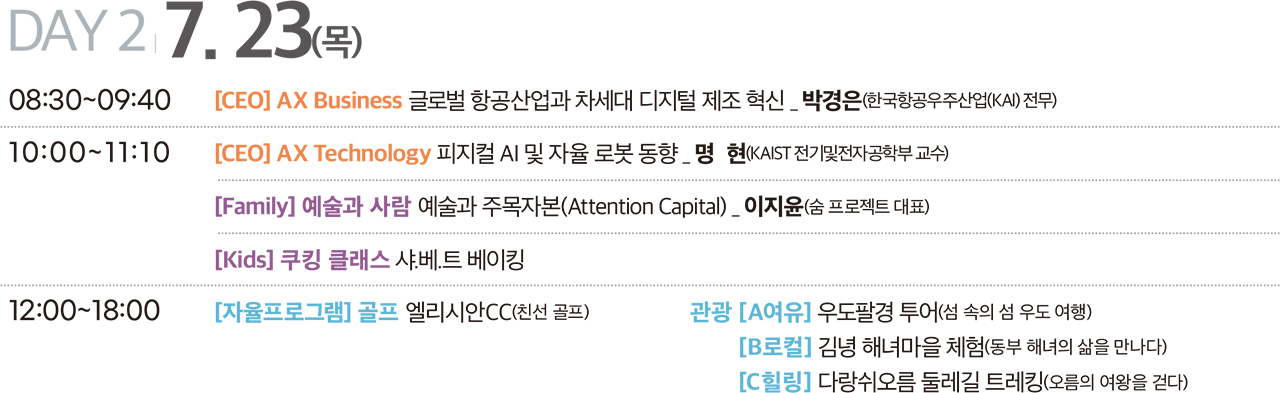 DAY 2 | 7. 23(목)
08:30~09:40 [CEO] AX Business 글로벌 항공산업과 차세대 디지털 제조 혁신 _ 박경은(한국항공우주산업(KAI) 전무)
10:00~11:10 [CEO] AX Technology 피지컬 AI 및 자율 로봇 동향 _ 명 현(KAIST 전기및전자공학부 교수)
[Family] 예술과 사람 예술과 주목자본(Attention Capital) _ 이지윤(숨 프로젝트 대표)
[Kids] 쿠킹 클래스 샤.베.트 베이킹
12:00~18:00 [자율프로그램] 골프 엘리시안CC(친선 골프) 관광 [A여유] 우도팔경 투어(섬 속의 섬 우도 여행)
[B로컬] 김녕 해녀마을 체험(동부 해녀의 삶을 만나다)
[C힐링] 다랑쉬오름 둘레길 트레킹(오름의 여왕을 걷다)